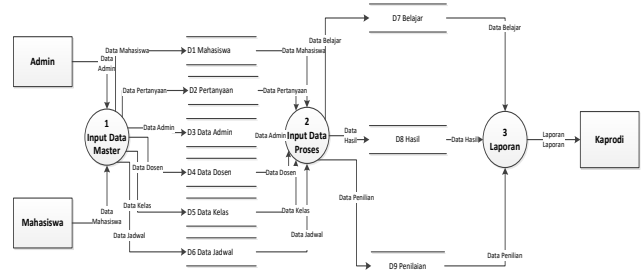 D7 Belajar
Data Belajar
Data Belajar
Data Mahasiswa
D1 Mahasiswa
Data Mahasiswa
Admin
Data
Admin
Data Pertanyaan
D2 Pertanyaan
Data Pertanyaan
1
Input Data
Master
Data Admin
D3 Data Admin
Data Admin
2
Input Data
Proses
Data
Hasil
D8 Hasil
Data Hasil
3
Laporan
Laporan
Laporan
Kaprodi
Data Dosen
D4 Data Dosen
Data Dosen
Mahasiswa
Data
Mahasiswa
Data Kelas
D5 Data Kelas
Data Kelas
Data Penilian
Data Jadwal
Data Jadwal
D6 Data Jadwal
Data Penilian
D9 Penilaian